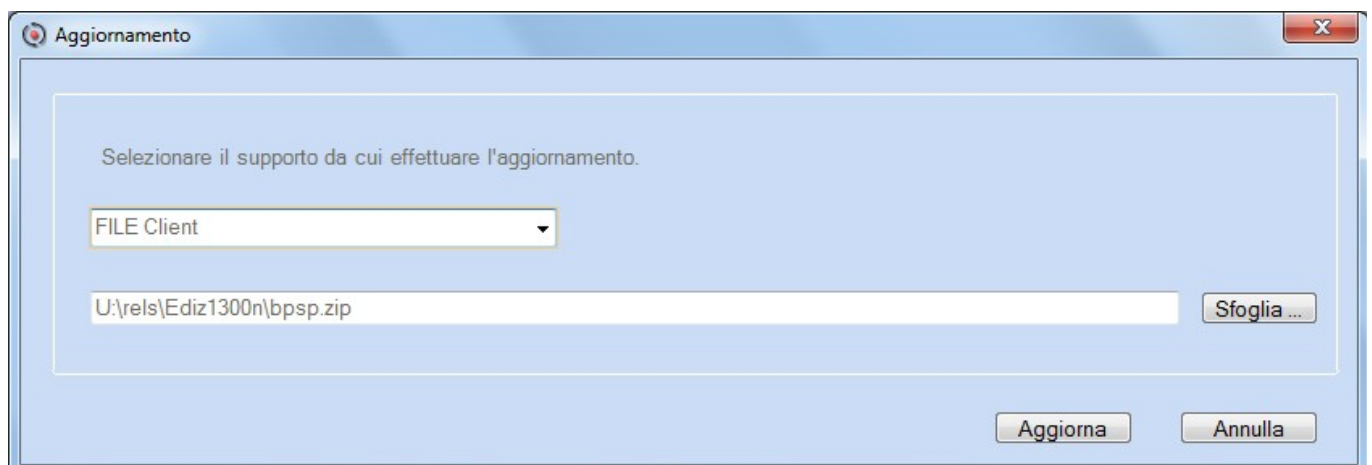 Aggiornamento
X
Selezionare il supporto da cui effettuare l'aggiornamento.
FILE Client
U:\rels\Ediz1300n\bpsp.zip
Sfoglia ...
Aggiorna
Annulla